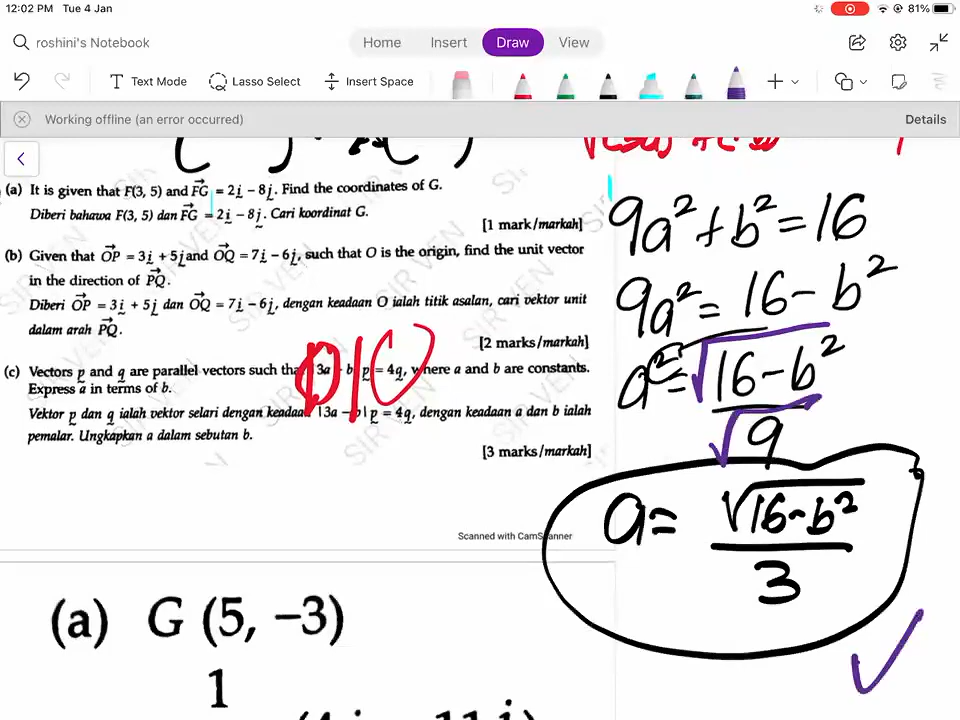 12:02 PM Tue 4 Jan
81%
roshini's Notebook
Home Insert Draw View
Text Mode Lasso Select Insert Space
Working offline (an error occurred) Details
(a) It is given that F(3, 5) and FG⃗ = 2i − 8j. Find the coordinates of G.
Diberi bahawa F(3, 5) dan FG⃗ = 2i − 8j. Cari koordinat G.
[1 mark/markah]
(b) Given that OP⃗ = 3i + 5j and OQ⃗ = 7i − 6j, such that O is the origin, find the unit vector
in the direction of PQ⃗.
Diberi OP⃗ = 3i + 5j dan OQ⃗ = 7i − 6j, dengan keadaan O ialah titik asalan, cari vektor unit
dalam arah PQ⃗.
[2 marks/markah]
(c) Vectors p and q are parallel vectors such 3a b p = 4q, where a and b are constants.
Express a in terms of b.
Vektor p dan q ialah vektor selari dengan |3a − |p = 4q, dengan keadaan a dan b ialah
pemalar. Ungkapkan a dalam sebutan b.
[3 marks/markah]
SIR VEN
Scanned with CamScanner
(a) G (5, −3)
1
9a² + b² = 16
9a² = 16 − b²
a² = √16 − b²
√9
a = √16 − b²
3